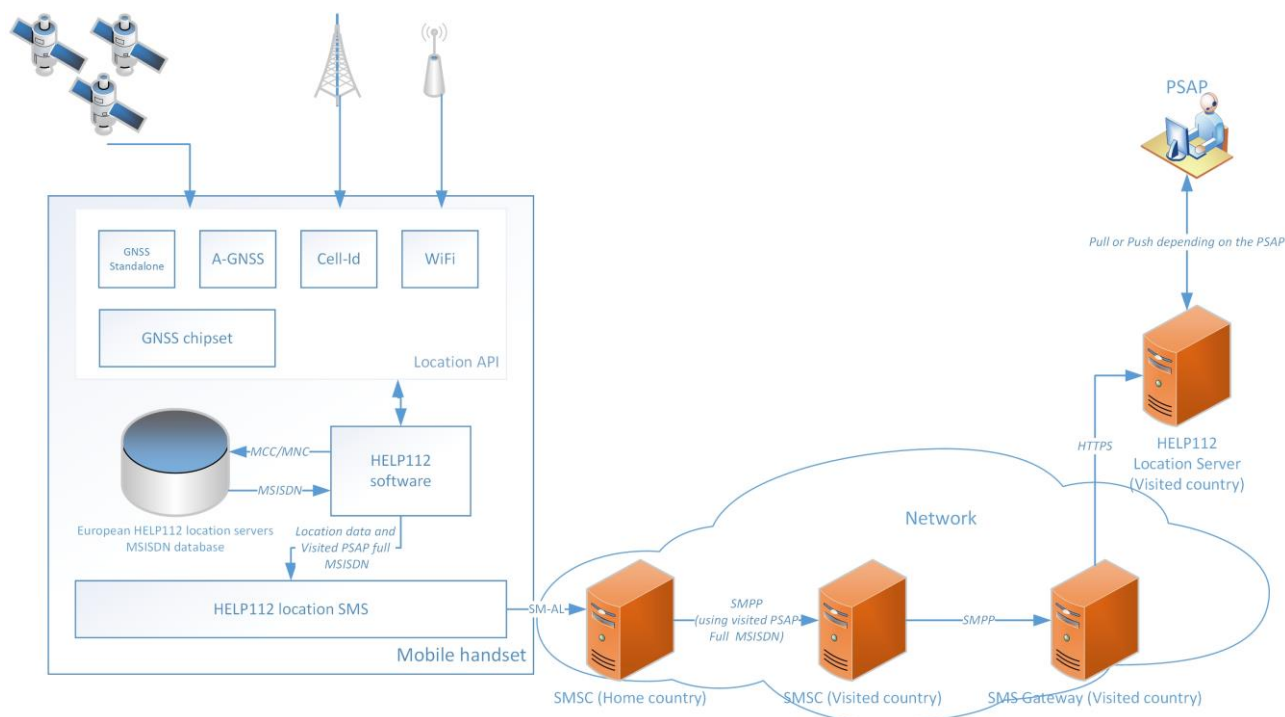 PSAP
GNSS
Standalone
A-GNSS
Cell-Id
WiFi
Pull or Push depending on the PSAP
GNSS chipset
Location API
MCC/MNC
HELP112
software
MSISDN
HTTPS
HELP112
Location Server
(Visited country)
European HELP112 location servers
MSISDN database
Location data and
Visited PSAP full
MSISDN
Network
HELP112 location SMS
SM-AL
SMPP
(using visited PSAP
Full MSISDN)
SMPP
Mobile handset
SMSC (Home country)
SMSC (Visited country)
SMS Gateway (Visited country)